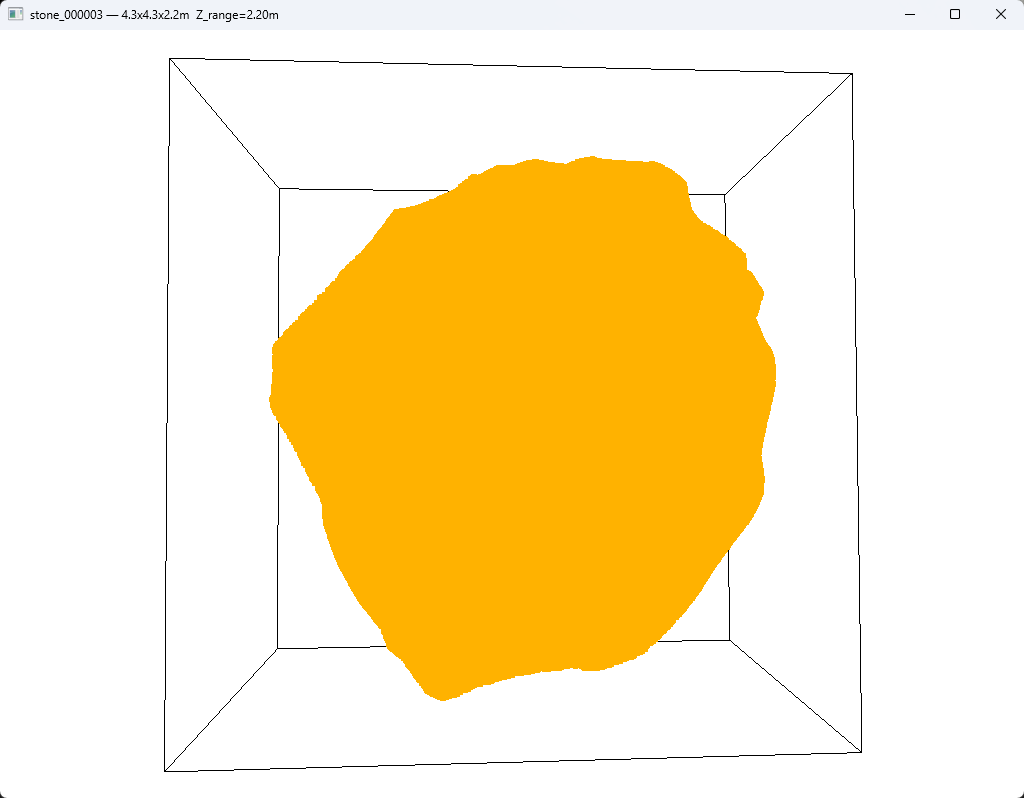 stone_000003 — 4.3x4.3x2.2m  Z_range=2.20m